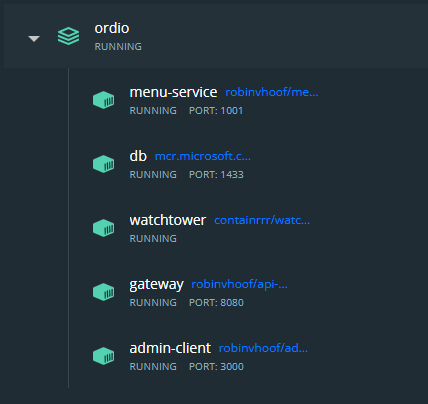 ordio
RUNNING
menu-service robinvhoof/me...
RUNNING PORT: 1001
db mcr.microsoft.c...
RUNNING PORT: 1433
watchtower containrrr/watc...
RUNNING
gateway robinvhoof/api-...
RUNNING PORT: 8080
admin-client robinvhoof/ad...
RUNNING PORT: 3000